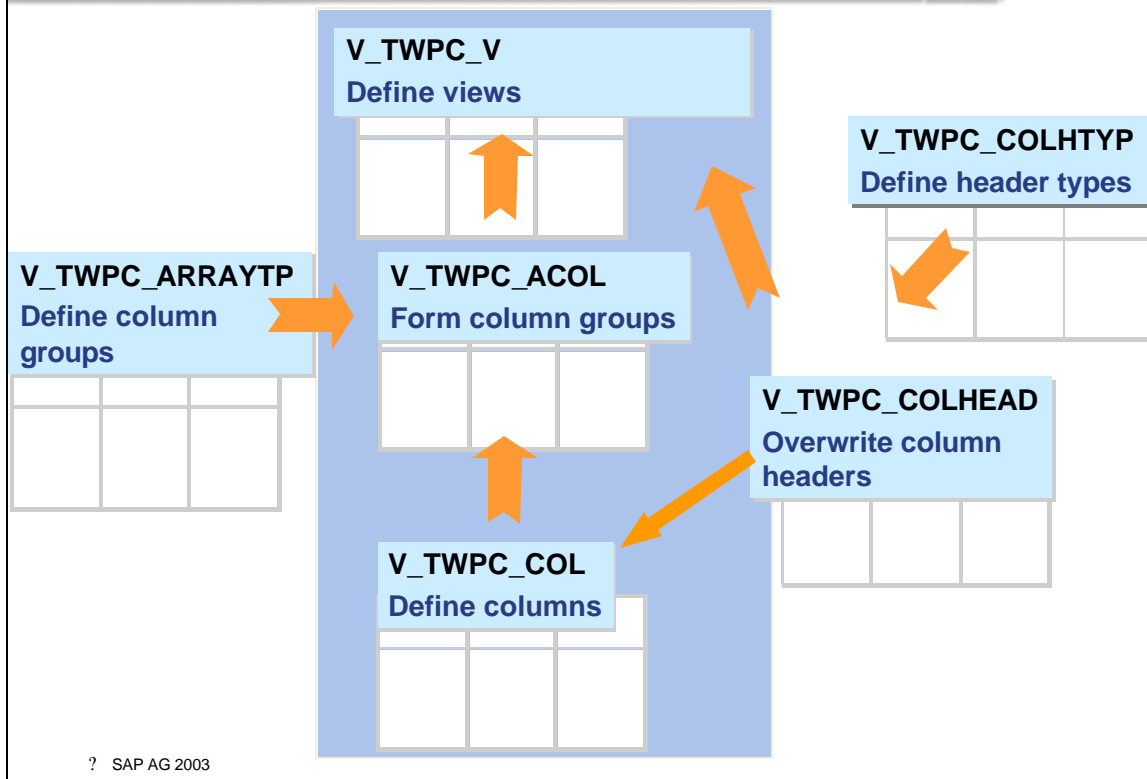 V_TWPC_V
Define views
V_TWPC_COLHTYP
Define header types
V_TWPC_ARRAYTP
Define column
groups
V_TWPC_ACOL
Form column groups
V_TWPC_COLHEAD
Overwrite column
headers
V_TWPC_COL
Define columns
? SAP AG 2003